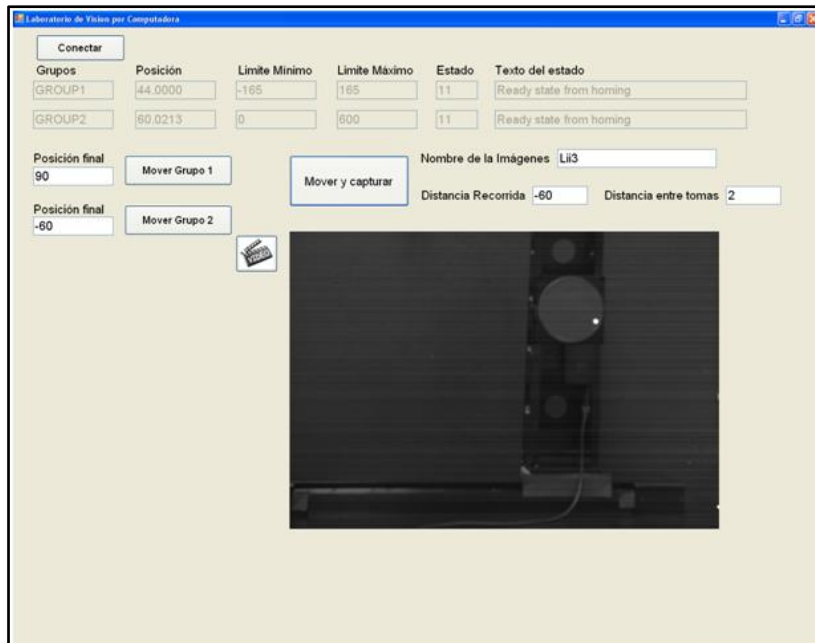 Laboratorio de Vision por Computadora
Conectar
Grupos Posición Limite Mínimo Limite Máximo Estado Texto del estado
GROUP1 44.0000 -165 165 11 Ready state from homing
GROUP2 60.0213 0 600 11 Ready state from homing
Posición final
90
Mover Grupo 1
Posición final
-60
Mover Grupo 2
Mover y capturar
Nombre de la Imágenes Lii3
Distancia Recorrida -60 Distancia entre tomas 2
VIDEO